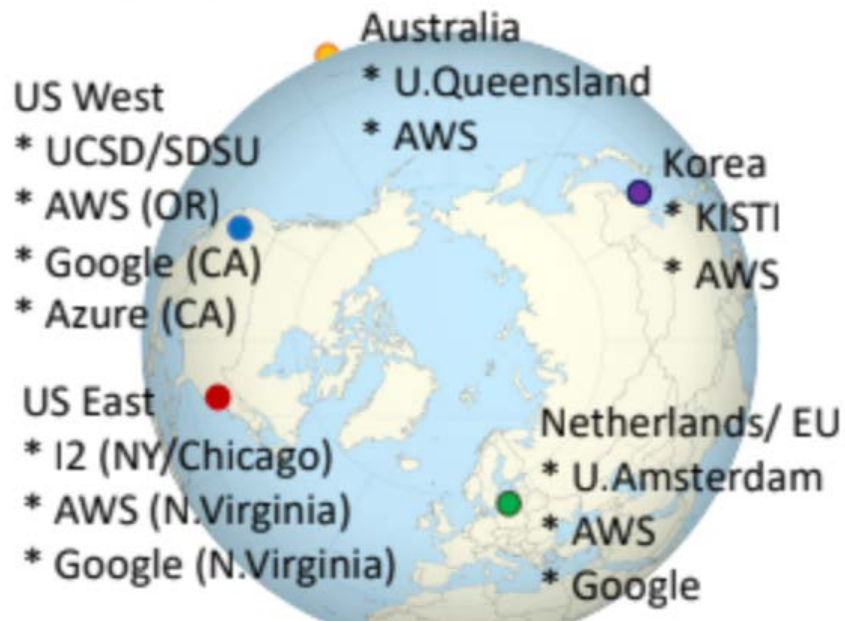 Australia
* U.Queensland
* AWS
US West
* UCSD/SDSU
* AWS (OR)
* Google (CA)
* Azure (CA)
Korea
* KISTI
* AWS
US East
* I2 (NY/Chicago)
* AWS (N.Virginia)
* Google (N.Virginia)
Netherlands/ EU
* U.Amsterdam
* AWS
* Google